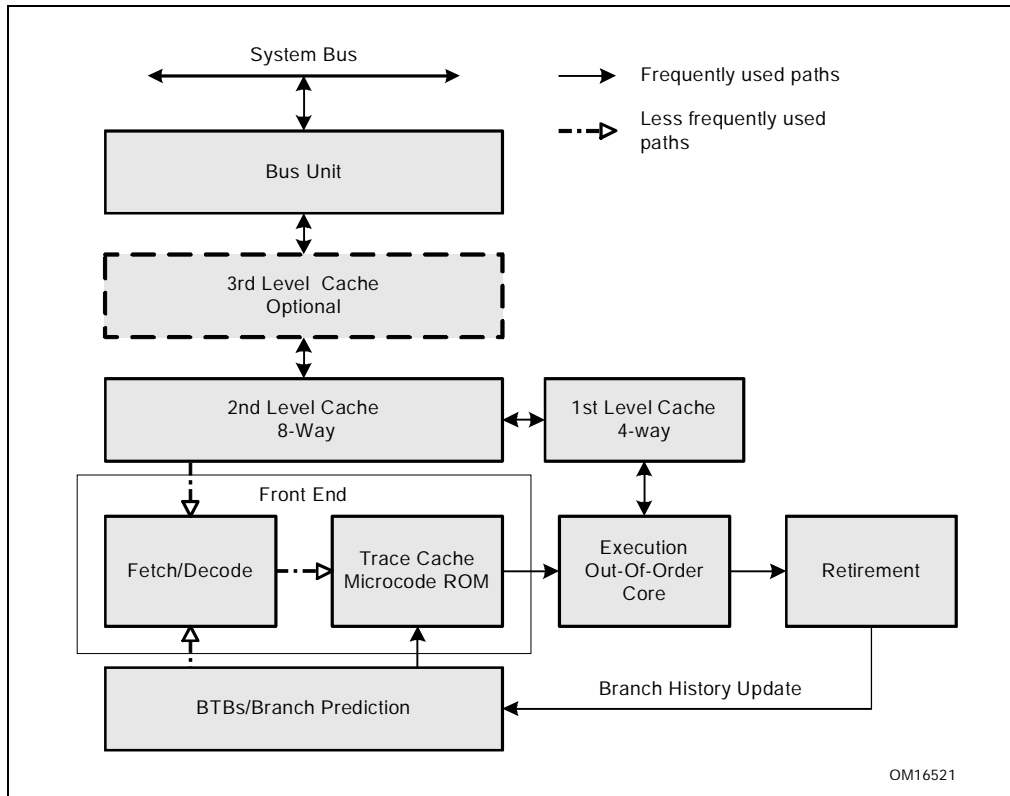 System Bus
Frequently used paths
Less frequently used
paths
Bus Unit
3rd Level Cache
Optional
2nd Level Cache
8-Way
1st Level Cache
4-way
Front End
Fetch/Decode
Trace Cache
Microcode ROM
Execution
Out-Of-Order
Core
Retirement
BTBs/Branch Prediction
Branch History Update
OM16521